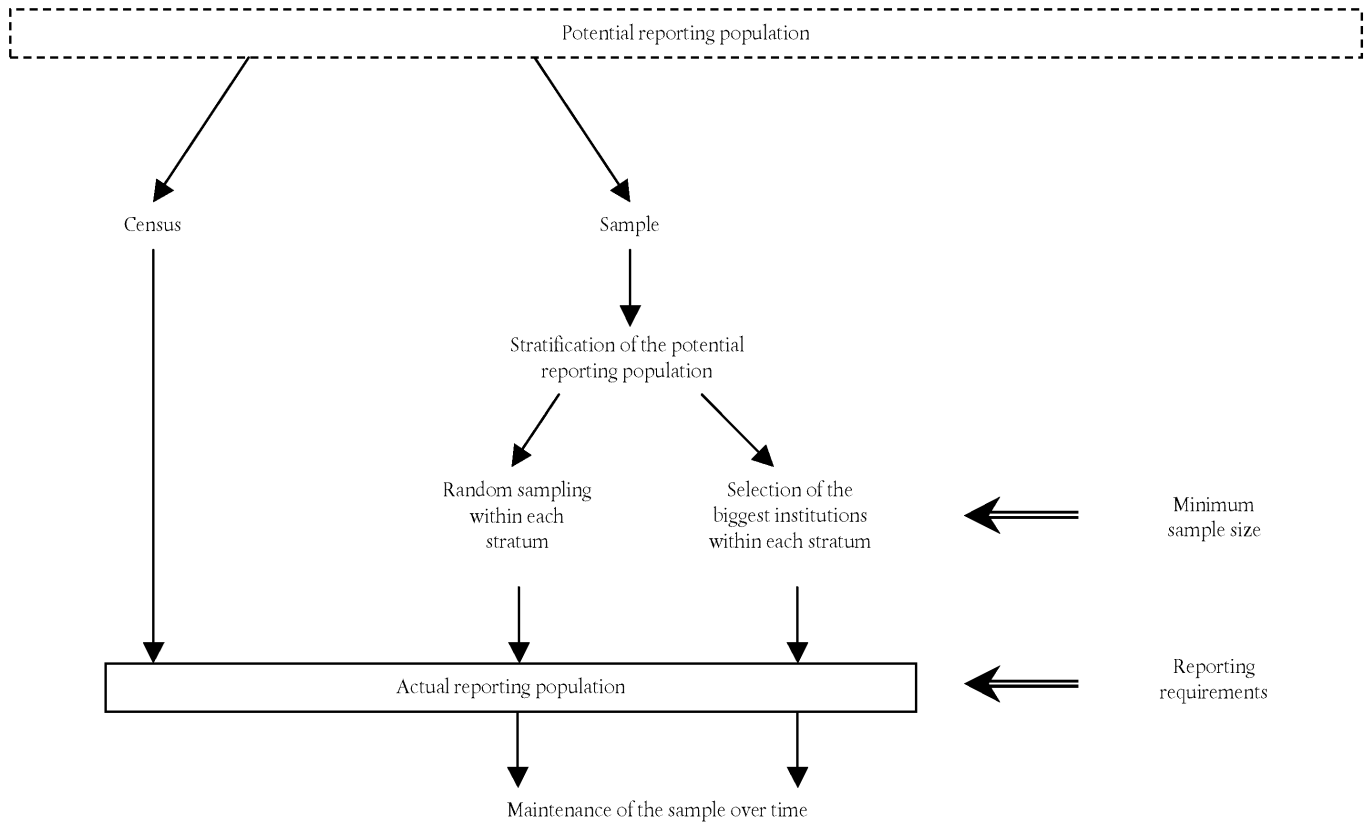 Potential reporting population
Census
Sample
Stratification of the potential
reporting population
Random sampling
within each
stratum
Selection of the
biggest institutions
within each stratum
Minimum
sample size
Actual reporting population
Reporting
requirements
Maintenance of the sample over time